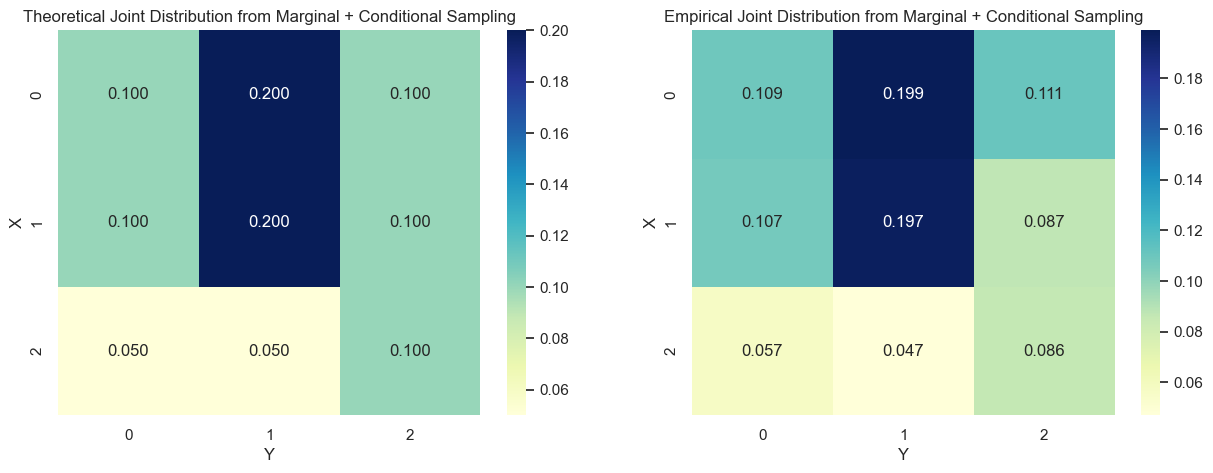 Theoretical Joint Distribution from Marginal + Conditional Sampling
0.100 0.200 0.100
0.100 0.200 0.100
0.050 0.050 0.100
0
1
2
X
0 1 2
Y
0.20
0.18
0.16
0.14
0.12
0.10
0.08
0.06
Empirical Joint Distribution from Marginal + Conditional Sampling
0.109 0.199 0.111
0.107 0.197 0.087
0.057 0.047 0.086
0
1
2
X
0 1 2
Y
0.18
0.16
0.14
0.12
0.10
0.08
0.06